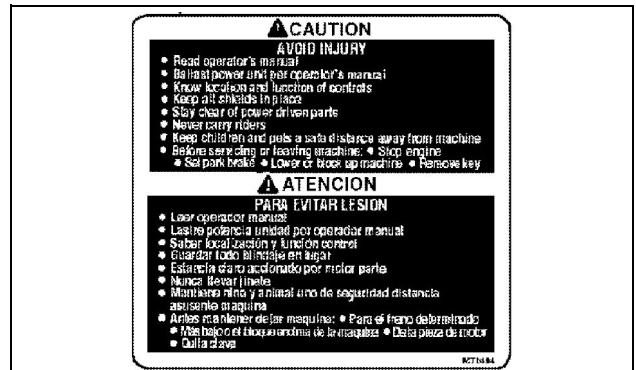 CAUTION
AVOID INJURY
• Read operator's manual
• Ballast power unit per operator's manual
• Know location and function of controls
• Keep all shields in place
• Stay clear of power driven parts
• Never carry riders
• Keep children and pets a safe distance away from machine
• Before servicing or leaving machine: • Stop engine
• Set park brake • Lower or block up machine • Remove key
ATENCION
PARA EVITAR LESION
• Leer operador manual
• Lastre potencia unidad por operador manual
• Saber localización y función control
• Guardar todo blindaje en lugar
• Estancia claro accionado por motor parte
• Nunca llevar jinete
• Mantiene nino y animal uno de seguridad distancia
asusente maquina
• Antes mantener dejar maquina: • Para el freno determinado
• Mas bajo o el bloque encima de la maquina • De la pieza de motor
• Quita clave